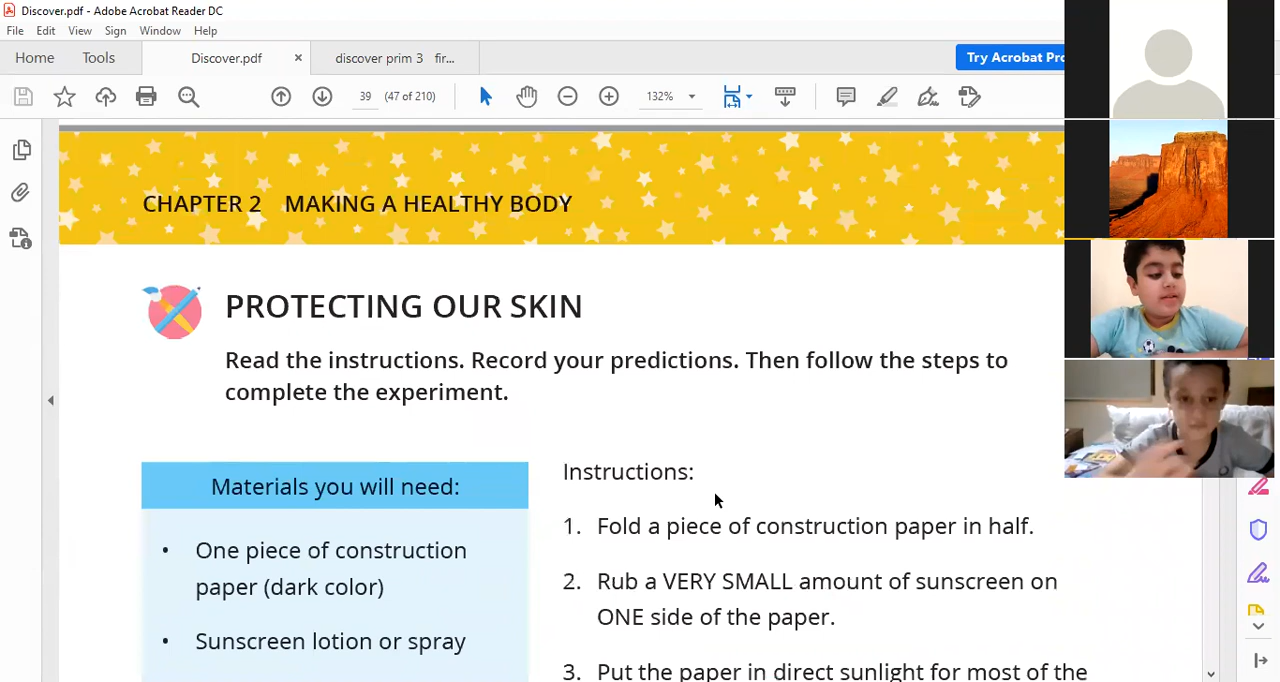 Discover.pdf - Adobe Acrobat Reader DC
File Edit View Sign Window Help
Home Tools Discover.pdf × discover prim 3 fir... Try Acrobat Pro
39 (47 of 210) 132%
CHAPTER 2 MAKING A HEALTHY BODY
PROTECTING OUR SKIN
Read the instructions. Record your predictions. Then follow the steps to
complete the experiment.
Materials you will need:
• One piece of construction
paper (dark color)
• Sunscreen lotion or spray
Instructions:
1. Fold a piece of construction paper in half.
2. Rub a VERY SMALL amount of sunscreen on
ONE side of the paper.
3. Put the paper in direct sunlight for most of the